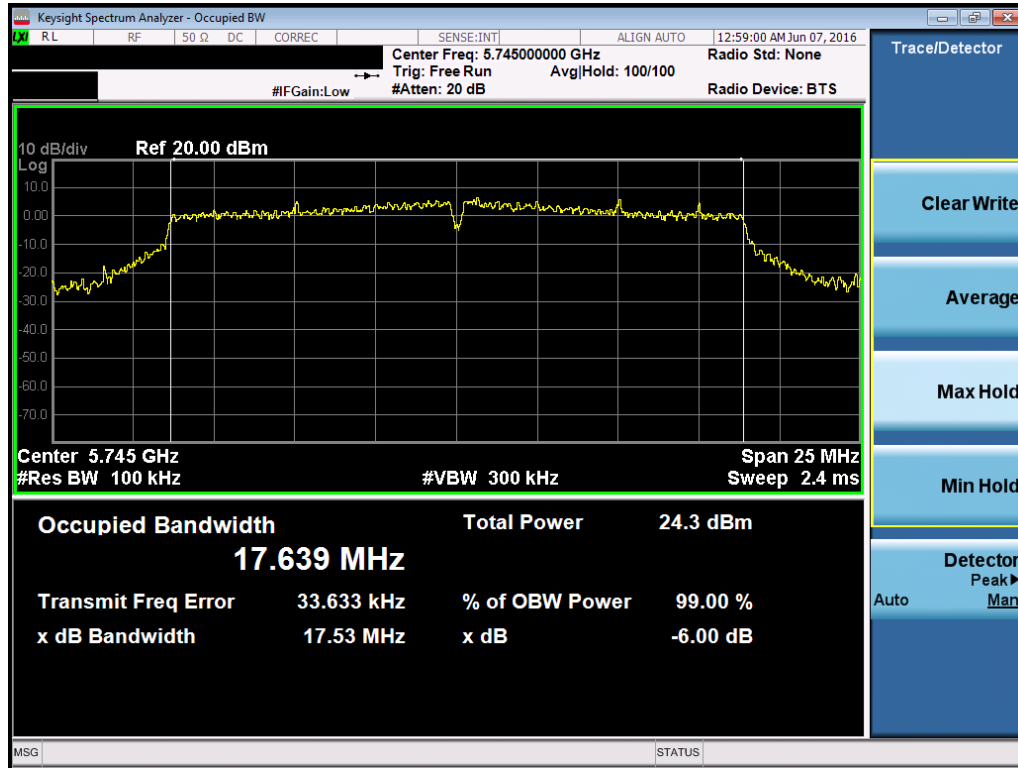 Keysight Spectrum Analyzer - Occupied BW
LXI RL RF 50 Ω DC CORREC SENSE:INT ALIGN AUTO 12:59:00 AM Jun 07, 2016
Center Freq: 5.745000000 GHz Radio Std: None
Trig: Free Run Avg|Hold: 100/100
#IFGain:Low #Atten: 20 dB Radio Device: BTS
Trace/Detector
10 dB/div Ref 20.00 dBm
Log
10.0
0.00
-10.0
-20.0
-30.0
-40.0
-50.0
-60.0
-70.0
Center 5.745 GHz Span 25 MHz
#Res BW 100 kHz #VBW 300 kHz Sweep 2.4 ms
Occupied Bandwidth Total Power 24.3 dBm
17.639 MHz
Transmit Freq Error 33.633 kHz % of OBW Power 99.00 %
x dB Bandwidth 17.53 MHz x dB -6.00 dB
Clear Write
Average
Max Hold
Min Hold
Detector
Peak
Auto Man
MSG STATUS